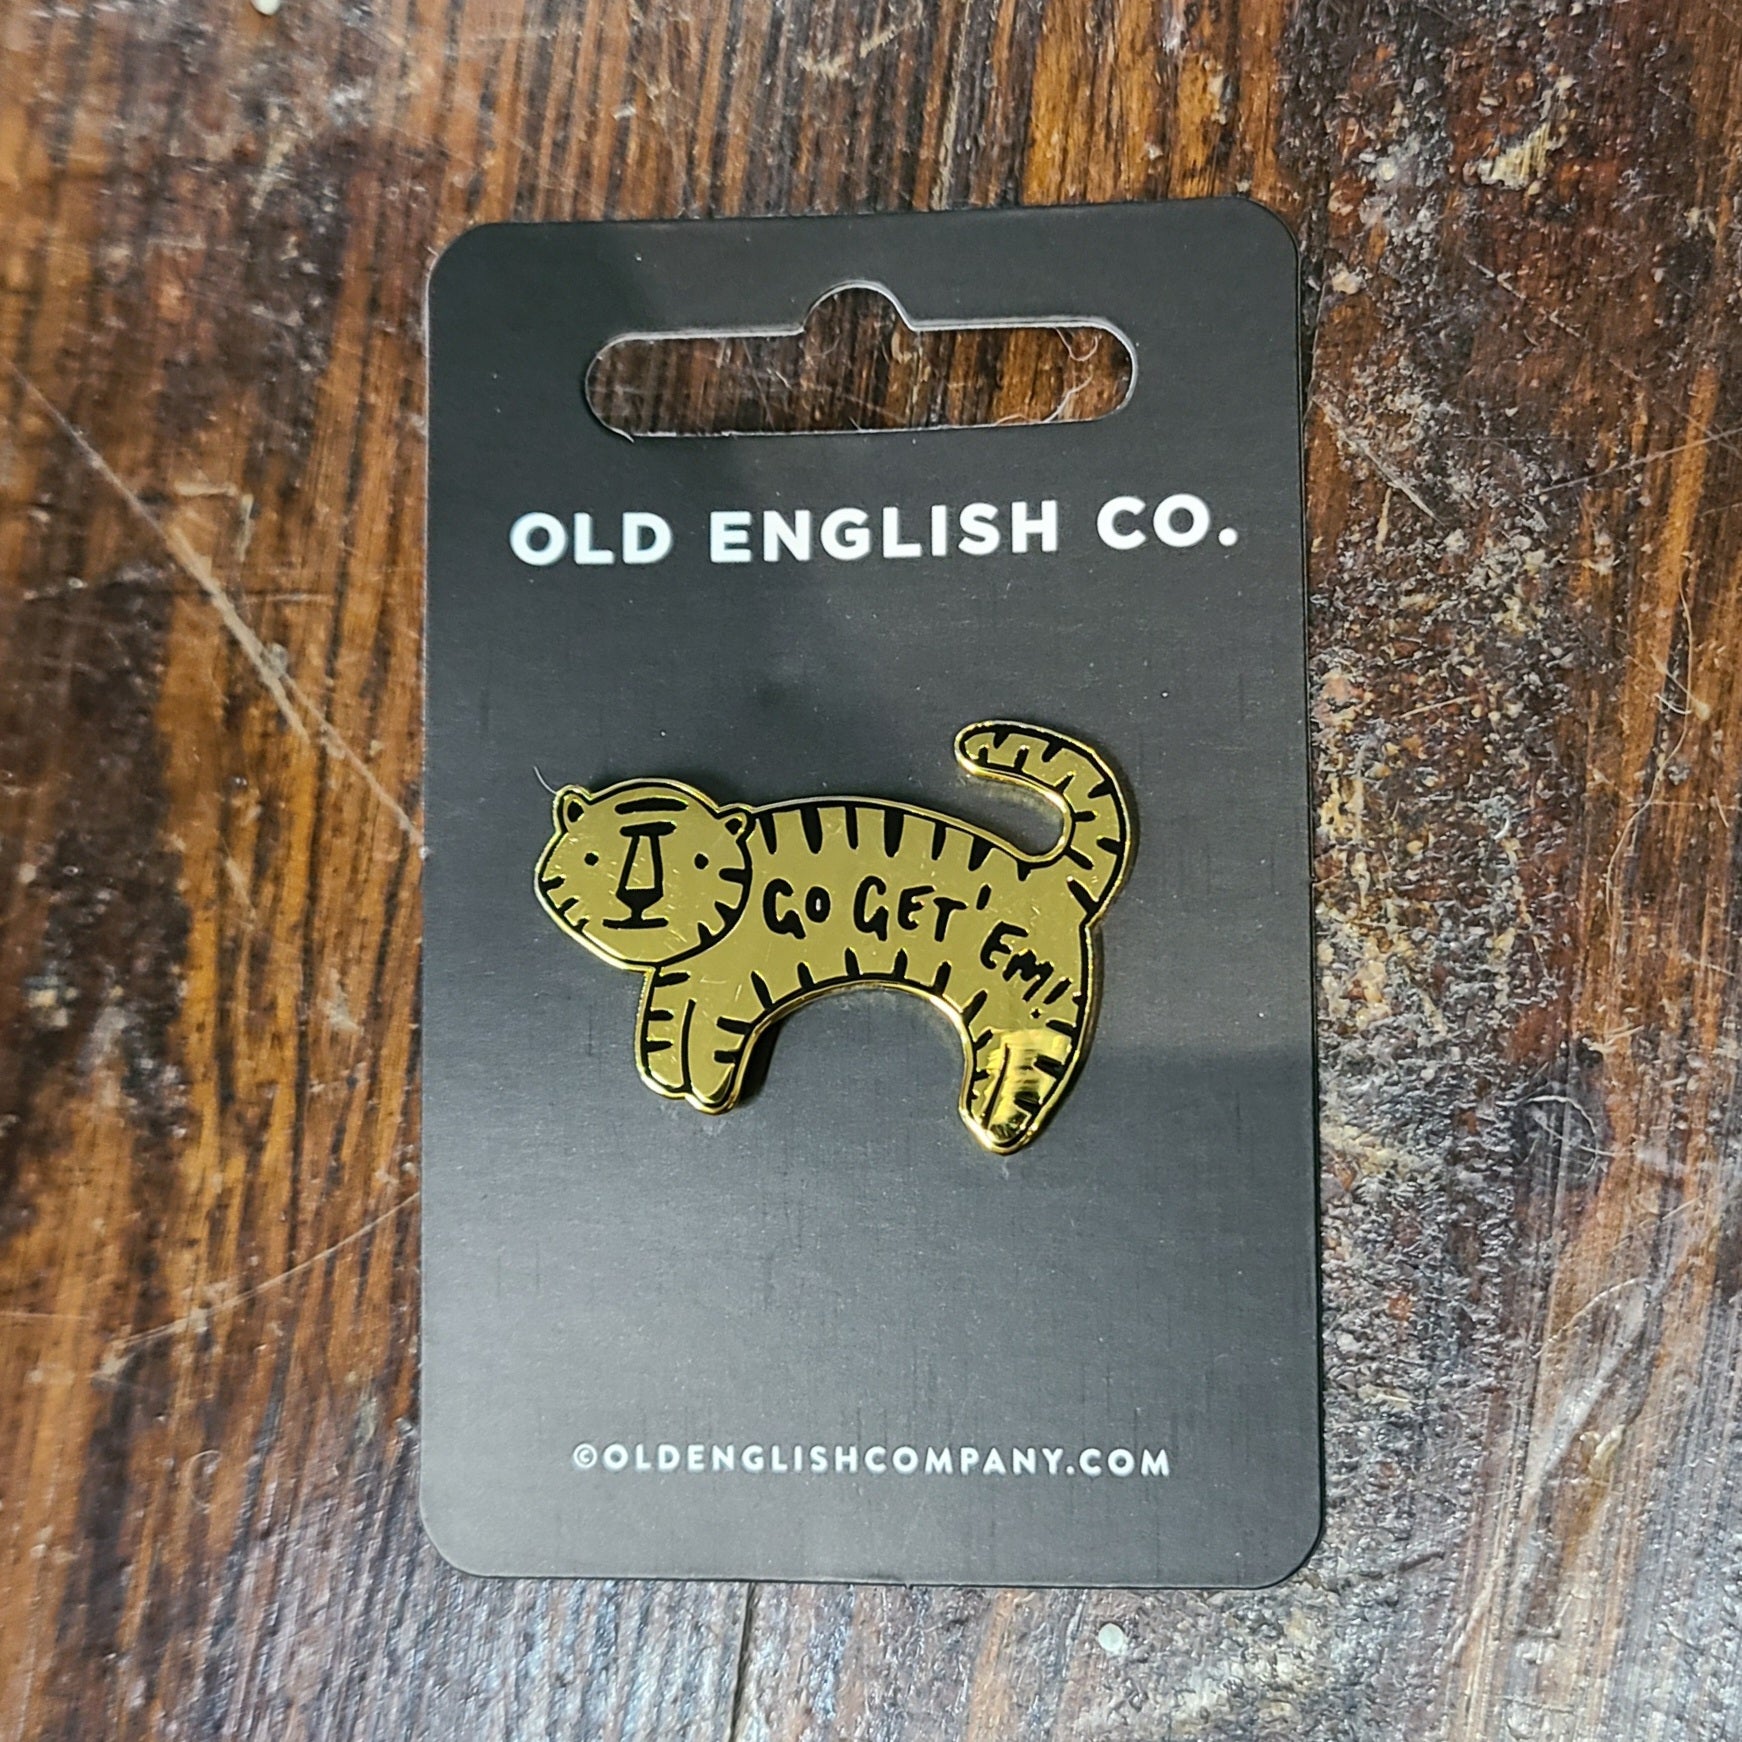 OLD ENGLISH CO.
GO GET 'EM!
©OLDENGLISHCOMPANY.COM